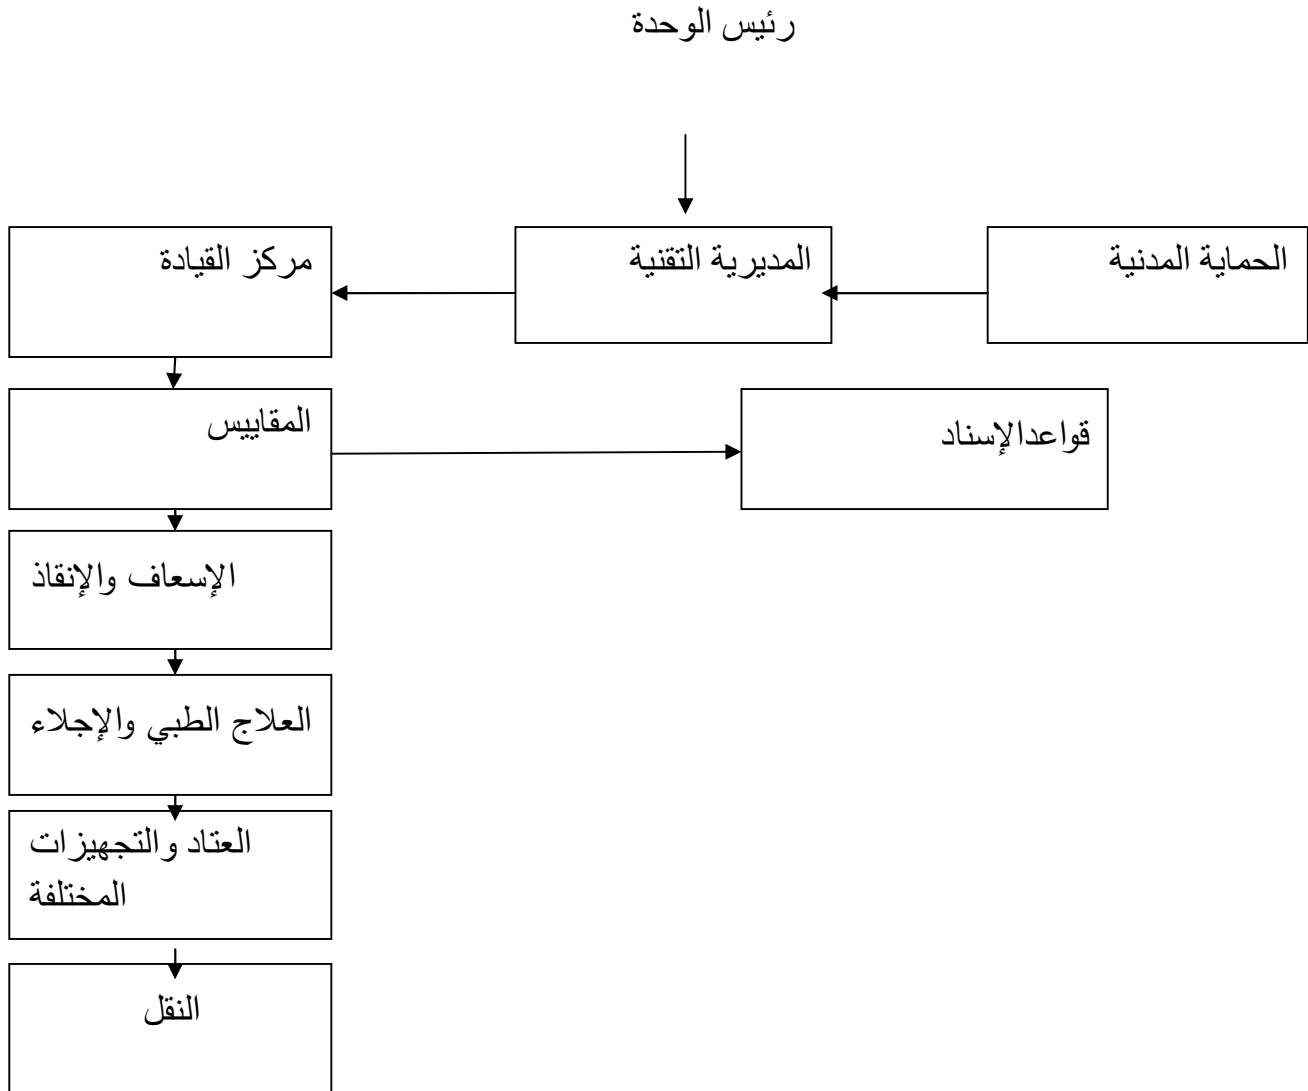 رئيس الوحدة
الحماية المدنية
المديرية التقنية
مركز القيادة
قواعدالإسناد
المقاييس
الإسعاف والإنقاذ
العلاج الطبي والإجلاء
العتاد والتجهيزات
المختلفة
النقل